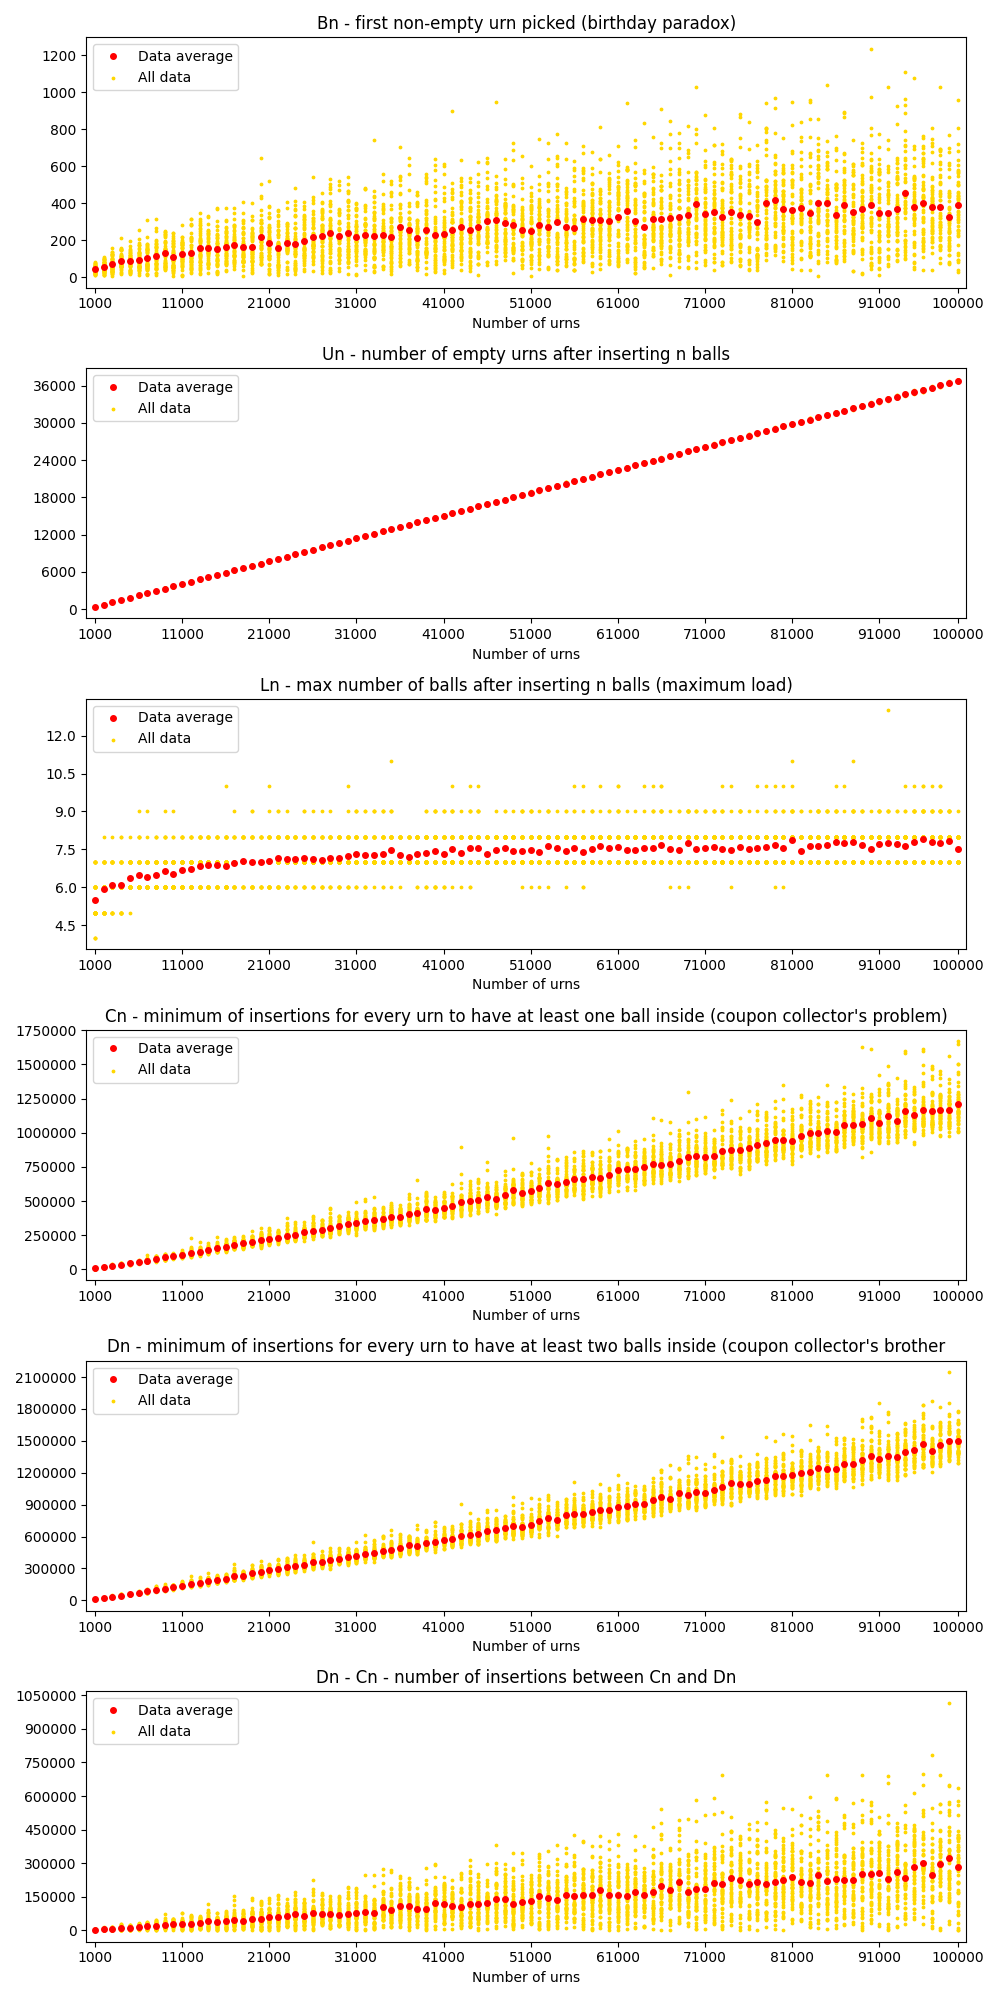 Bn - first non-empty urn picked (birthday paradox)
1200
1000
800
600
400
200
0
Data average
All data
1000 11000 21000 31000 41000 51000 61000 71000 81000 91000 100000
Number of urns
Un - number of empty urns after inserting n balls
36000
30000
24000
18000
12000
6000
0
Data average
All data
1000 11000 21000 31000 41000 51000 61000 71000 81000 91000 100000
Number of urns
Ln - max number of balls after inserting n balls (maximum load)
12.0
10.5
9.0
7.5
6.0
4.5
Data average
All data
1000 11000 21000 31000 41000 51000 61000 71000 81000 91000 100000
Number of urns
Cn - minimum of insertions for every urn to have at least one ball inside (coupon collector's problem)
1750000
1500000
1250000
1000000
750000
500000
250000
0
Data average
All data
1000 11000 21000 31000 41000 51000 61000 71000 81000 91000 100000
Number of urns
Dn - minimum of insertions for every urn to have at least two balls inside (coupon collector's brother
2100000
1800000
1500000
1200000
900000
600000
300000
0
Data average
All data
1000 11000 21000 31000 41000 51000 61000 71000 81000 91000 100000
Number of urns
Dn - Cn - number of insertions between Cn and Dn
1050000
900000
750000
600000
450000
300000
150000
0
Data average
All data
1000 11000 21000 31000 41000 51000 61000 71000 81000 91000 100000
Number of urns